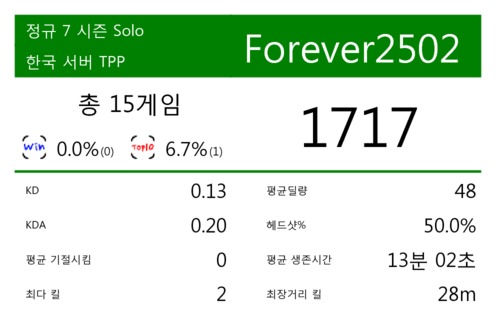 정규 7 시즌 Solo
한국 서버 TPP
Forever2502
총 15게임
Win 0.0%(0) Top10 6.7%(1)
1717
KD 0.13
평균딜량 48
KDA 0.20
헤드샷% 50.0%
평균 기절시킴 0
평균 생존시간 13분 02초
최다 킬 2
최장거리 킬 28m